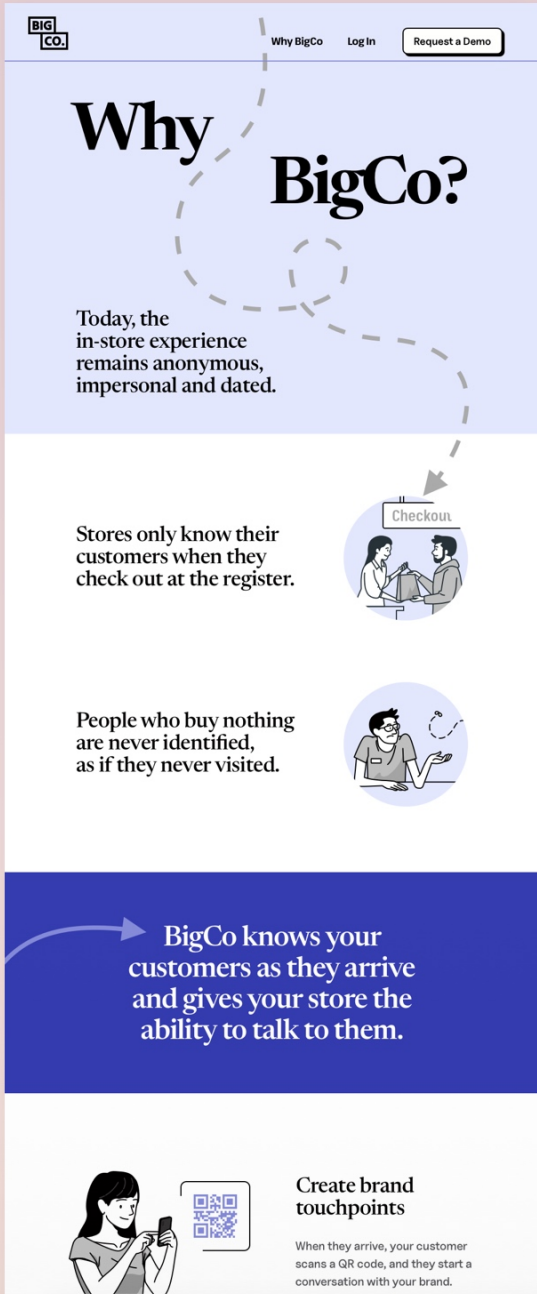 BIG
CO.
Why BigCo
Log In
Request a Demo
Why
BigCo?
Today, the
in-store experience
remains anonymous,
impersonal and dated.
Checkou
Stores only know their
customers when they
check out at the register.
People who buy nothing
are never identified,
as if they never visited.
BigCo knows your
customers as they arrive
and gives your store the
ability to talk to them.
Create brand
touchpoints
When they arrive, your customer
scans a QR code, and they start a
conversation with your brand.